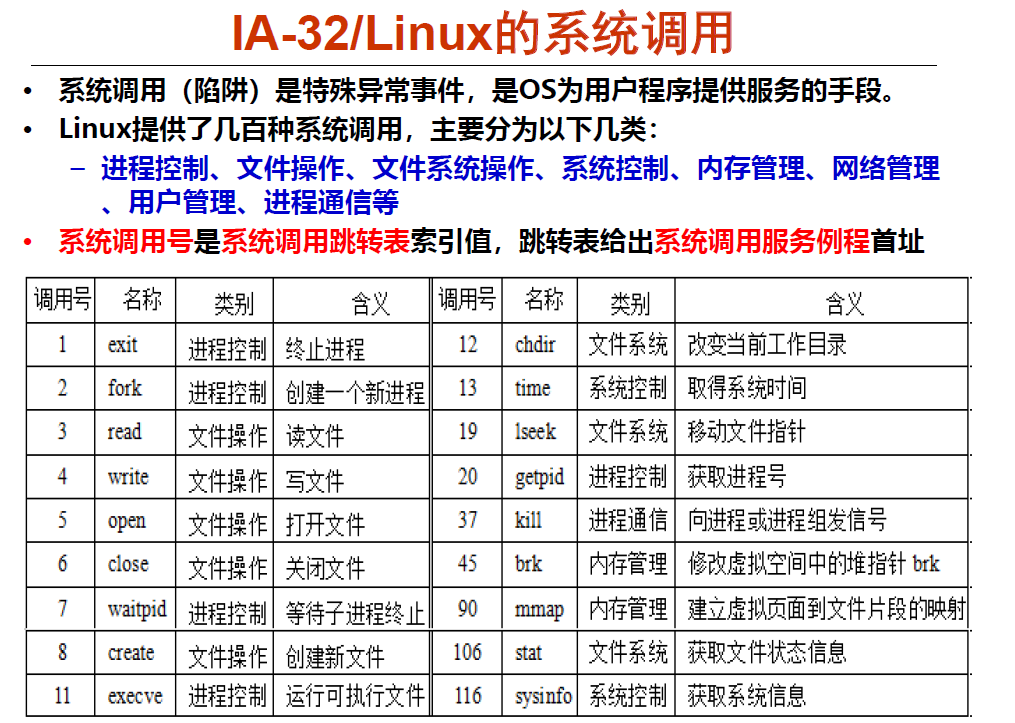 IA-32/Linux的系统调用
• 系统调用（陷阱）是特殊异常事件，是OS为用户程序提供服务的手段。
• Linux提供了几百种系统调用，主要分为以下几类：
– 进程控制、文件操作、文件系统操作、系统控制、内存管理、网络管理
、用户管理、进程通信等
• 系统调用号是系统调用跳转表索引值，跳转表给出系统调用服务例程首址
调用号 名称 类别 含义 调用号 名称 类别 含义
1 exit 进程控制 终止进程 12 chdir 文件系统 改变当前工作目录
2 fork 进程控制 创建一个新进程 13 time 系统控制 取得系统时间
3 read 文件操作 读文件 19 lseek 文件系统 移动文件指针
4 write 文件操作 写文件 20 getpid 进程控制 获取进程号
5 open 文件操作 打开文件 37 kill 进程通信 向进程或进程组发信号
6 close 文件操作 关闭文件 45 brk 内存管理 修改虚拟空间中的堆指针 brk
7 waitpid 进程控制 等待子进程终止 90 mmap 内存管理 建立虚拟页面到文件片段的映射
8 create 文件操作 创建新文件 106 stat 文件系统 获取文件状态信息
11 execve 进程控制 运行可执行文件 116 sysinfo 系统控制 获取系统信息